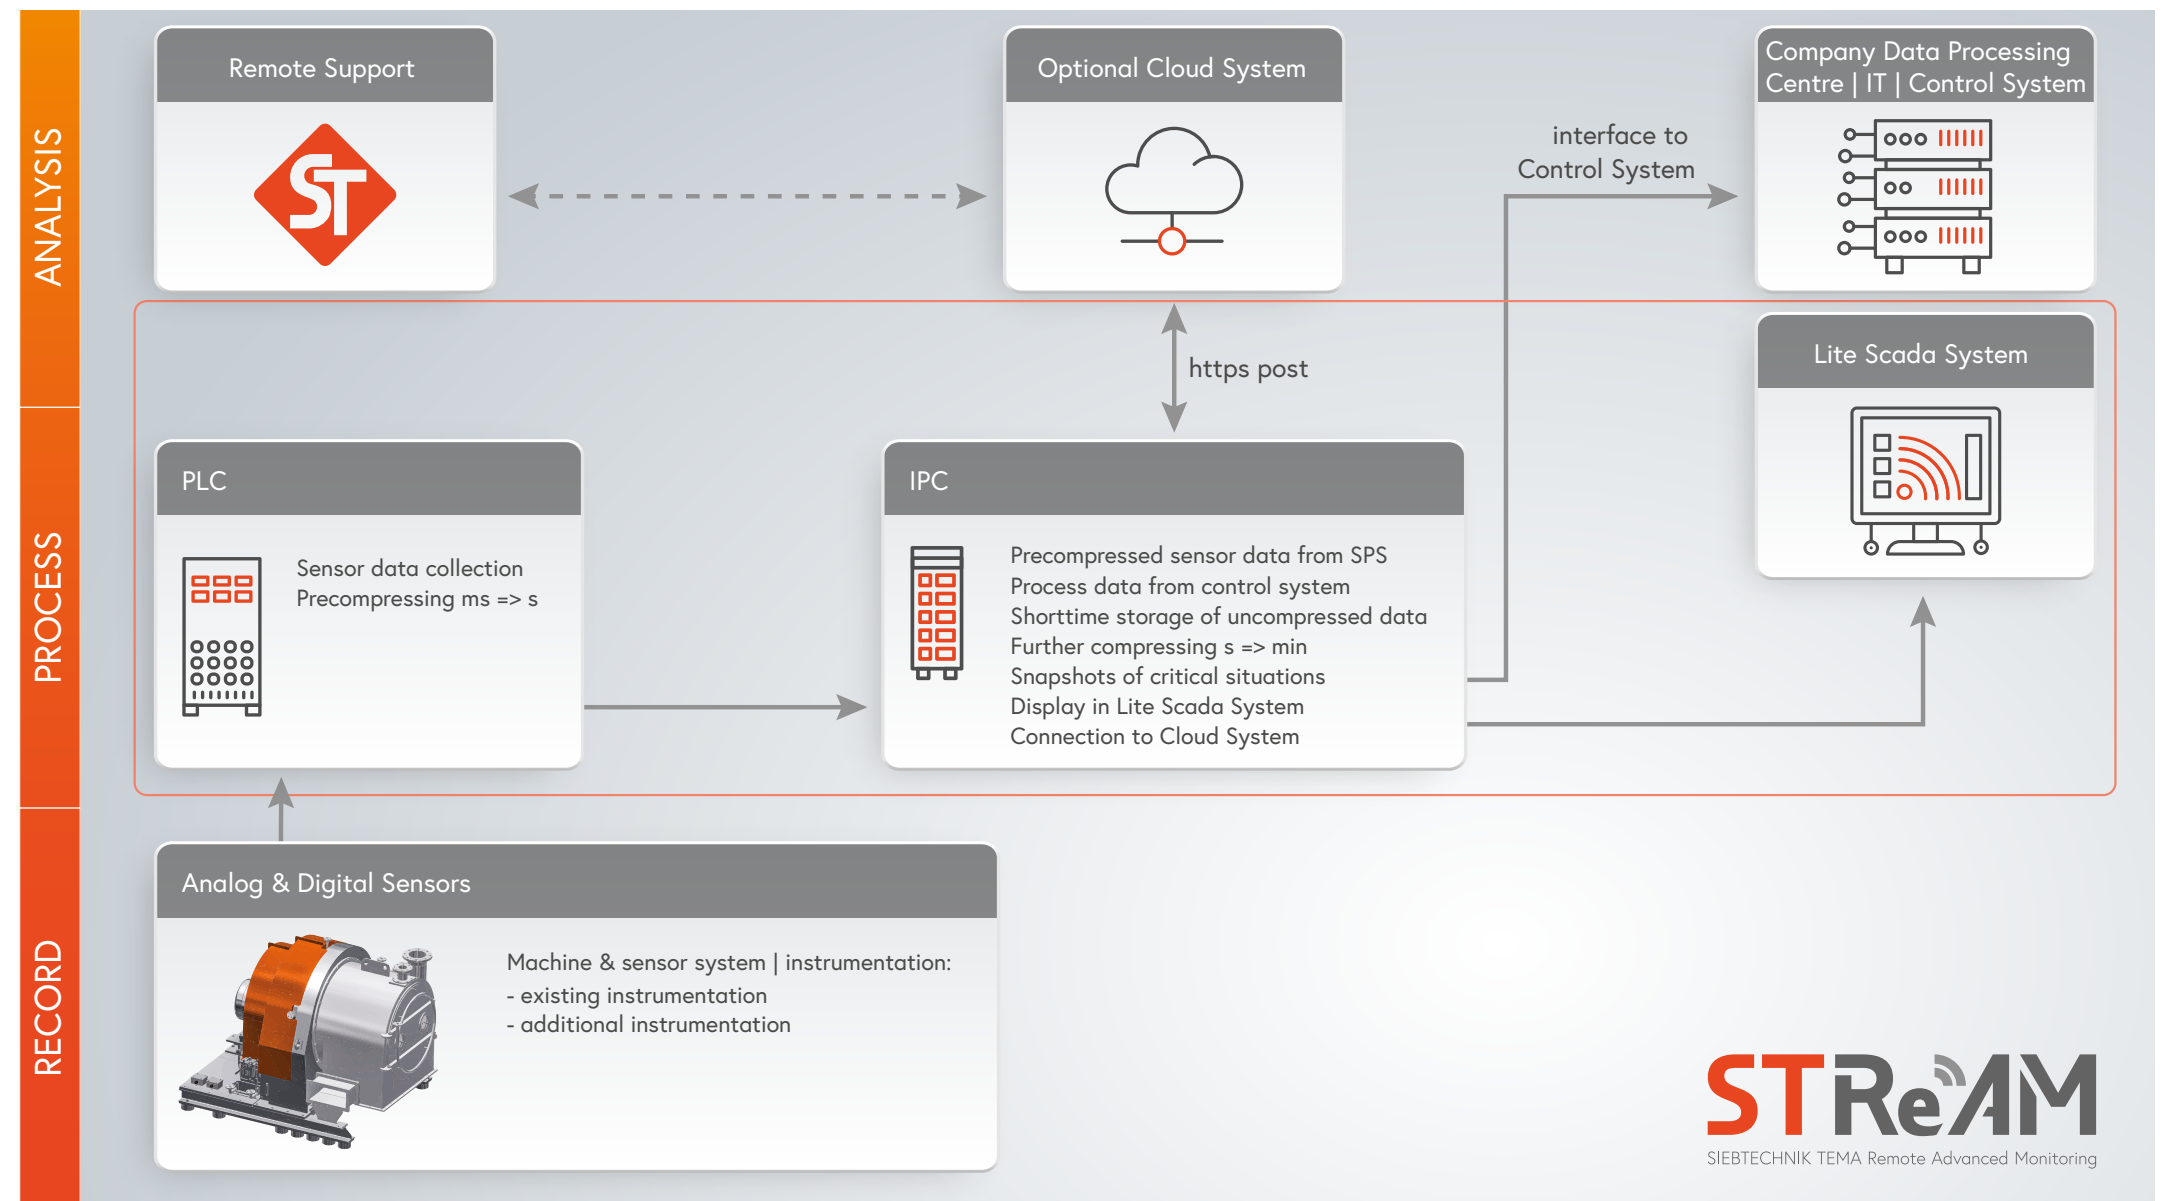 ANALYSIS
Remote Support
ST
Optional Cloud System
Company Data Processing
Centre | IT | Control System
interface to
Control System
https post
Lite Scada System
PROCESS
PLC
Sensor data collection
Precompressing ms => s
IPC
Precompressed sensor data from SPS
Process data from control system
Shorttime storage of uncompressed data
Further compressing s => min
Snapshots of critical situations
Display in Lite Scada System
Connection to Cloud System
RECORD
Analog & Digital Sensors
Machine & sensor system | instrumentation:
- existing instrumentation
- additional instrumentation
STReAM
SIEBTECHNIK TEMA Remote Advanced Monitoring